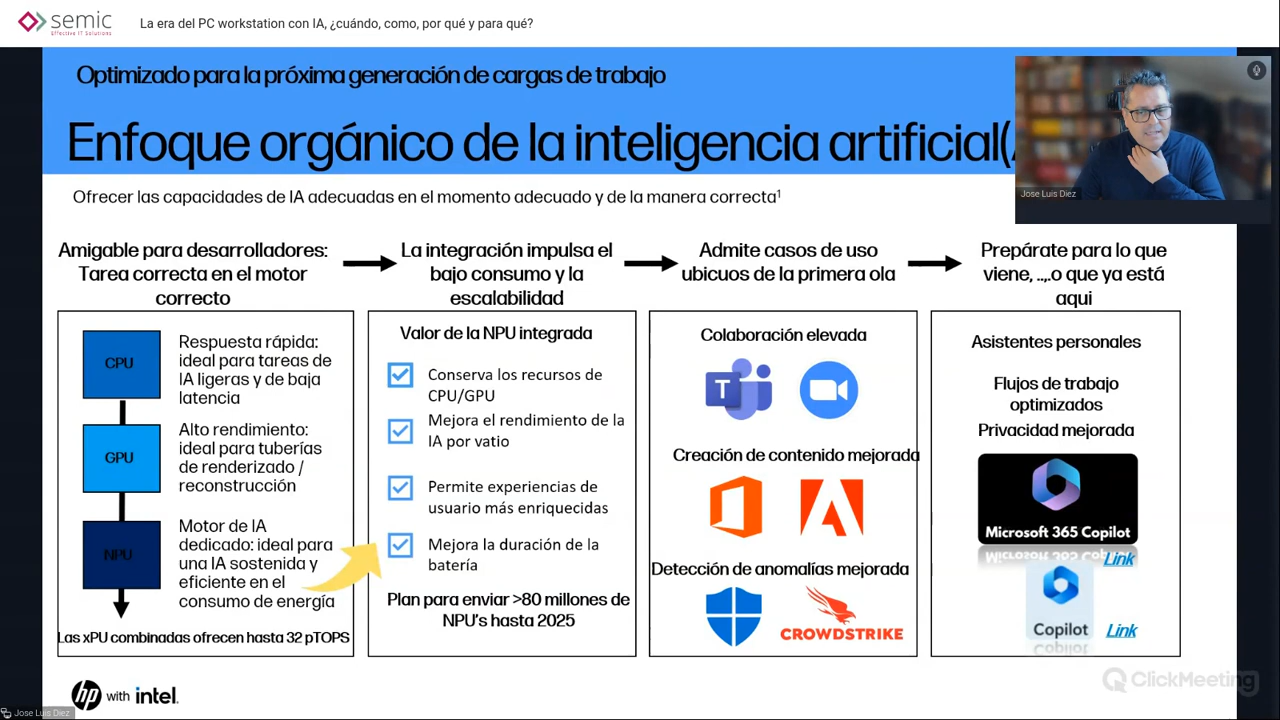 semic
Effective IT Solutions
La era del PC workstation con IA, ¿cuándo, como, por qué y para qué?
Optimizado para la próxima generación de cargas de trabajo
Enfoque orgánico de la inteligencia artificial(
Jose Luis Diez
Ofrecer las capacidades de IA adecuadas en el momento adecuado y de la manera correcta¹
Amigable para desarrolladores:
Tarea correcta en el motor
correcto
CPU
Respuesta rápida:
ideal para tareas de
IA ligeras y de baja
latencia
GPU
Alto rendimiento:
ideal para tuberías
de renderizado /
reconstrucción
NPU
Motor de IA
dedicado: ideal para
una IA sostenida y
eficiente en el
consumo de energía
Las xPU combinadas ofrecen hasta 32 pTOPS
La integración impulsa el
bajo consumo y la
escalabilidad
Valor de la NPU integrada
Conserva los recursos de
CPU/GPU
Mejora el rendimiento de la
IA por vatio
Permite experiencias de
usuario más enriquecidas
Mejora la duración de la
batería
Plan para enviar >80 millones de
NPU's hasta 2025
Admite casos de uso
ubicuos de la primera ola
Colaboración elevada
T
Creación de contenido mejorada
Detección de anomalías mejorada
CROWDSTRIKE
Prepárate para lo que
viene, .…,.o que ya está
aqui
Asistentes personales
Flujos de trabajo
optimizados
Privacidad mejorada
Microsoft 365 Copilot
Link
Copilot
Link
hp with intel.
ClickMeeting
Jose Luis Diez